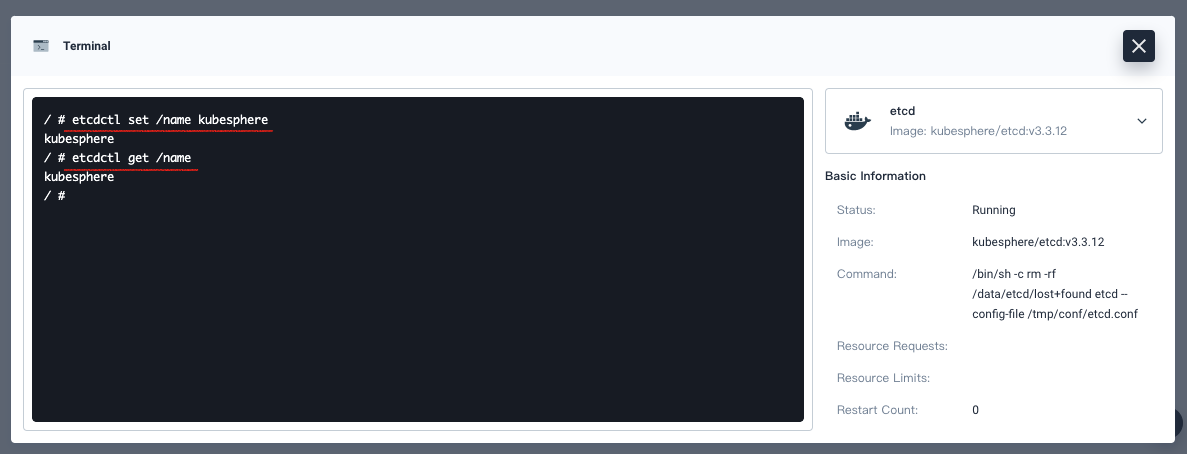 Terminal
/ # etcdctl set /name kubesphere
kubesphere
/ # etcdctl get /name
kubesphere
/ #
etcd
Image: kubesphere/etcd:v3.3.12
Basic Information
Status: Running
Image: kubesphere/etcd:v3.3.12
Command: /bin/sh -c rm -rf
/data/etcd/lost+found etcd --
config-file /tmp/conf/etcd.conf
Resource Requests:
Resource Limits:
Restart Count: 0